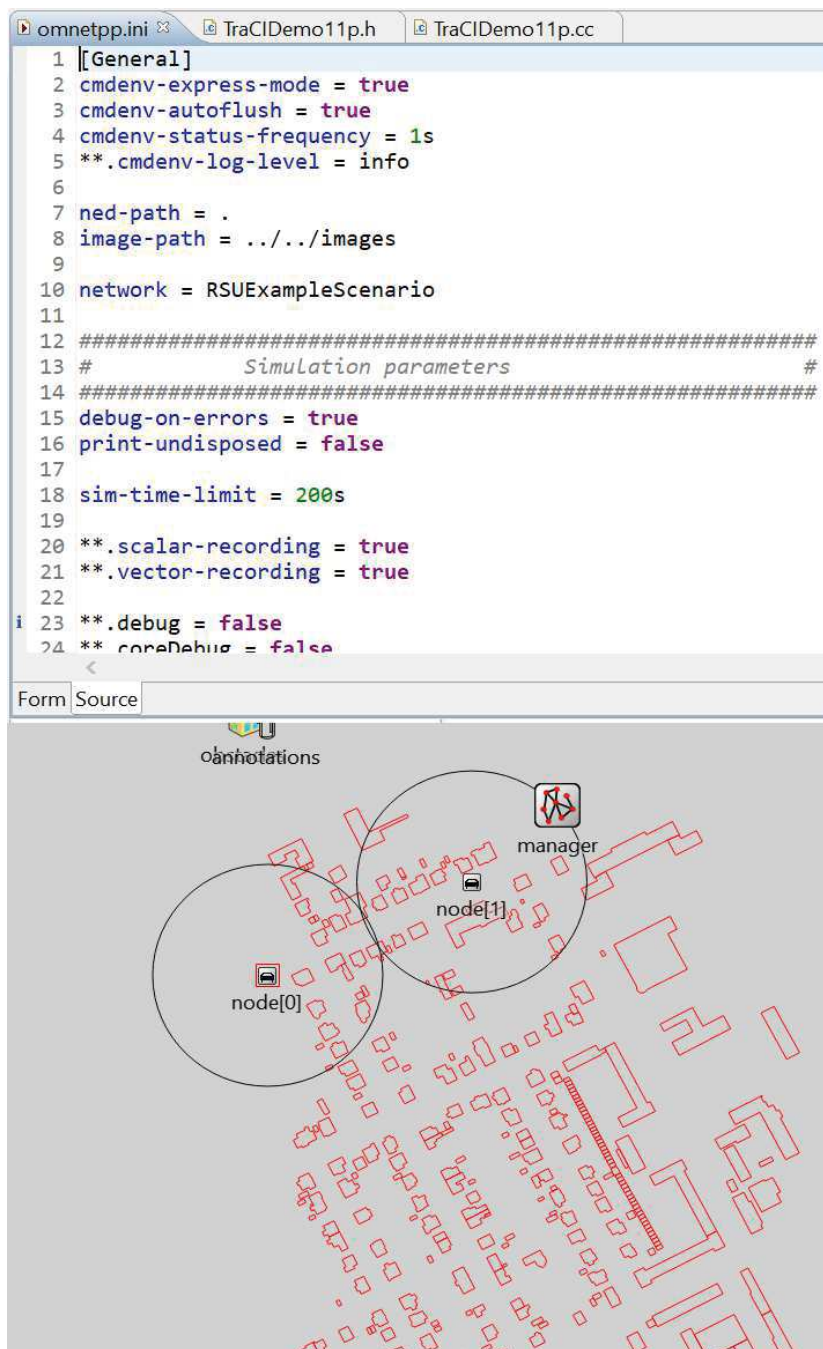 omnetpp.ini TraCIDemo11p.h TraCIDemo11p.cc
1 [General]
2 cmdenv-express-mode = true
3 cmdenv-autoflush = true
4 cmdenv-status-frequency = 1s
5 **.cmdenv-log-level = info
6
7 ned-path = .
8 image-path = ../../images
9
10 network = RSUExampleScenario
11
12 ##########################################################
13 # Simulation parameters #
14 ##########################################################
15 debug-on-errors = true
16 print-undisposed = false
17
18 sim-time-limit = 200s
19
20 **.scalar-recording = true
21 **.vector-recording = true
22
i 23 **.debug = false
24 **.coreDebug = false
Form Source
annotations
manager
node[1]
node[0]